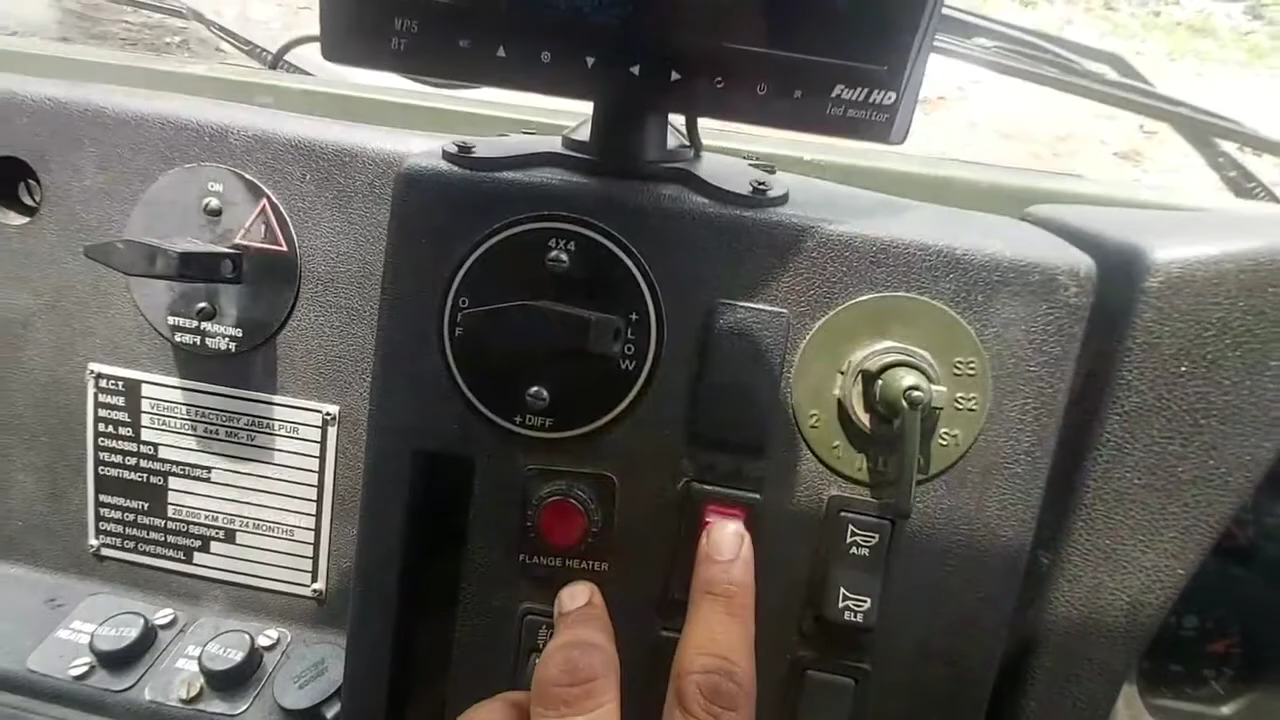 MP5
BT
R
Full HD
led monitor
ON
STEEP PARKING
ढलान पार्किंग
4X4
OFF
+LOW
+DIFF
S3
S2
S1
2
1
M.C.T.
MAKE VEHICLE FACTORY JABALPUR
MODEL STALLION 4x4 MK-IV
B.A. NO.
CHASSIS NO.
YEAR OF MANUFACTURE
CONTRACT NO.
WARRANTY 20,000 KM OR 24 MONTHS
YEAR OF ENTRY INTO SERVICE
OVER HAULING W/SHOP
DATE OF OVERHAUL
FLANGE HEATER
AIR
ELE
HEATER
HEATER
HEATER